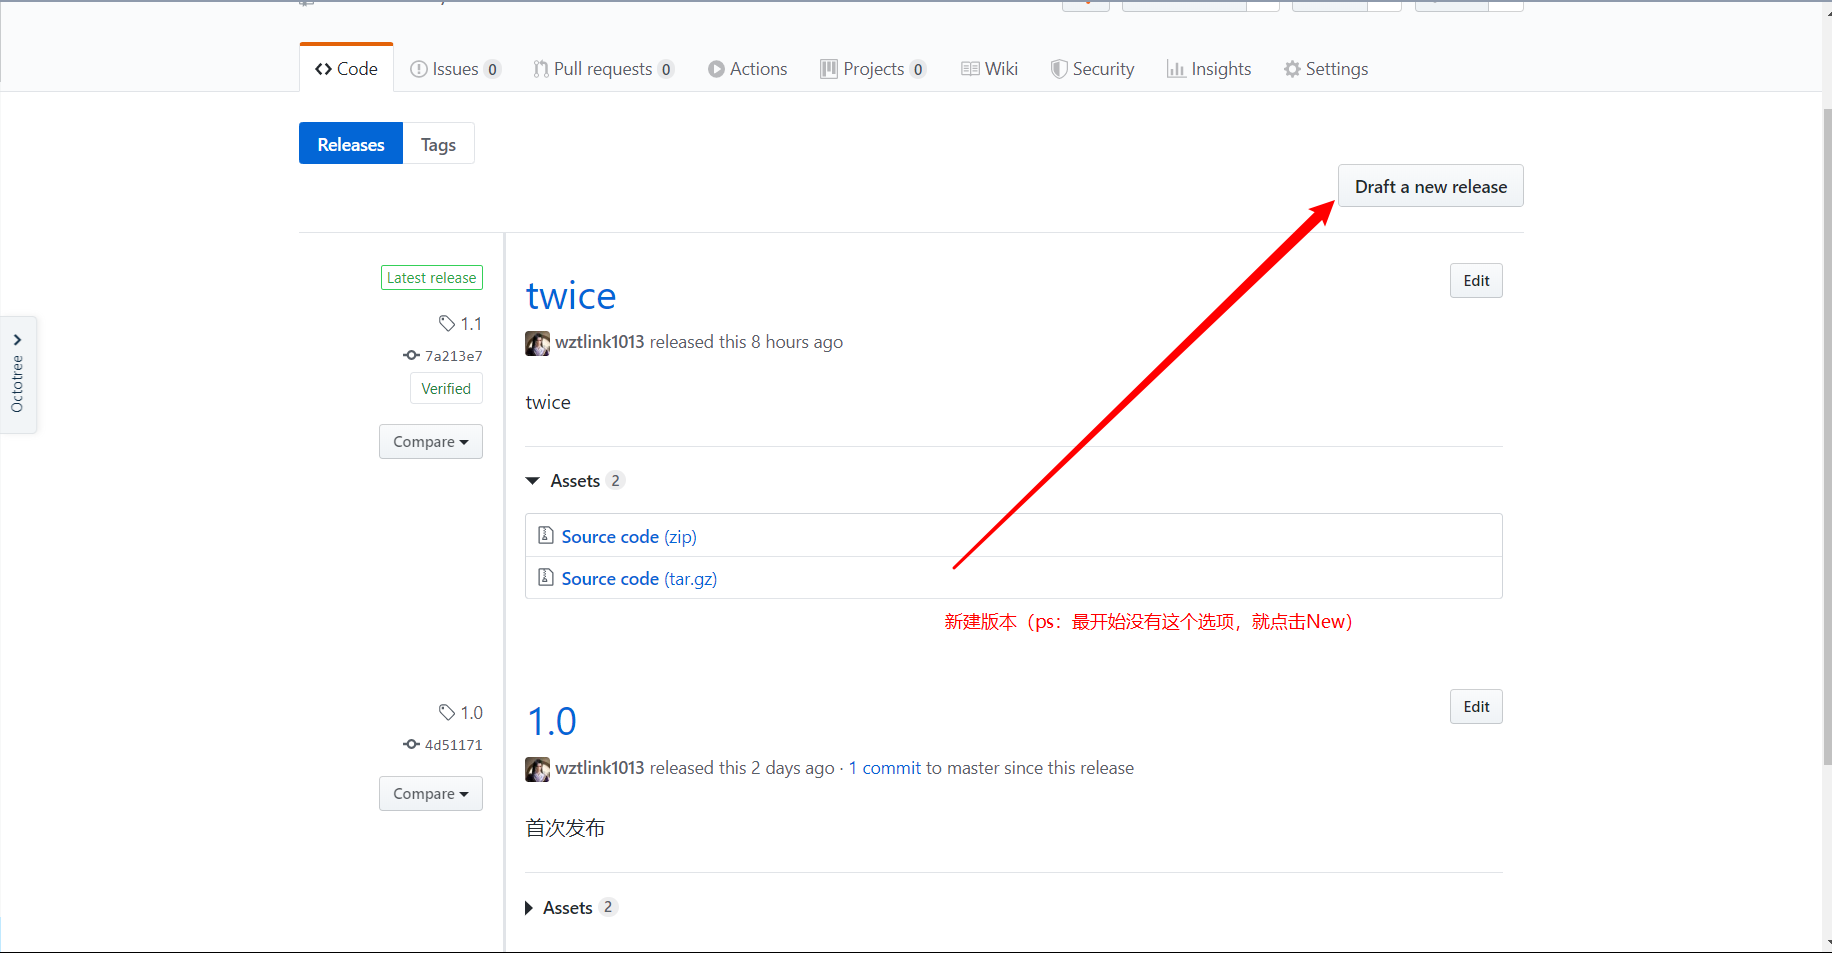 Code Issues 0 Pull requests 0 Actions Projects 0 Wiki Security Insights Settings
Releases Tags
Draft a new release
Latest release
1.1
7a213e7
Verified
Compare
twice
Edit
wztlink1013 released this 8 hours ago
twice
Assets 2
Source code (zip)
Source code (tar.gz)
新建版本（ps：最开始没有这个选项，就点击New）
Octotree
1.0
4d51171
Compare
1.0
Edit
wztlink1013 released this 2 days ago · 1 commit to master since this release
首次发布
Assets 2